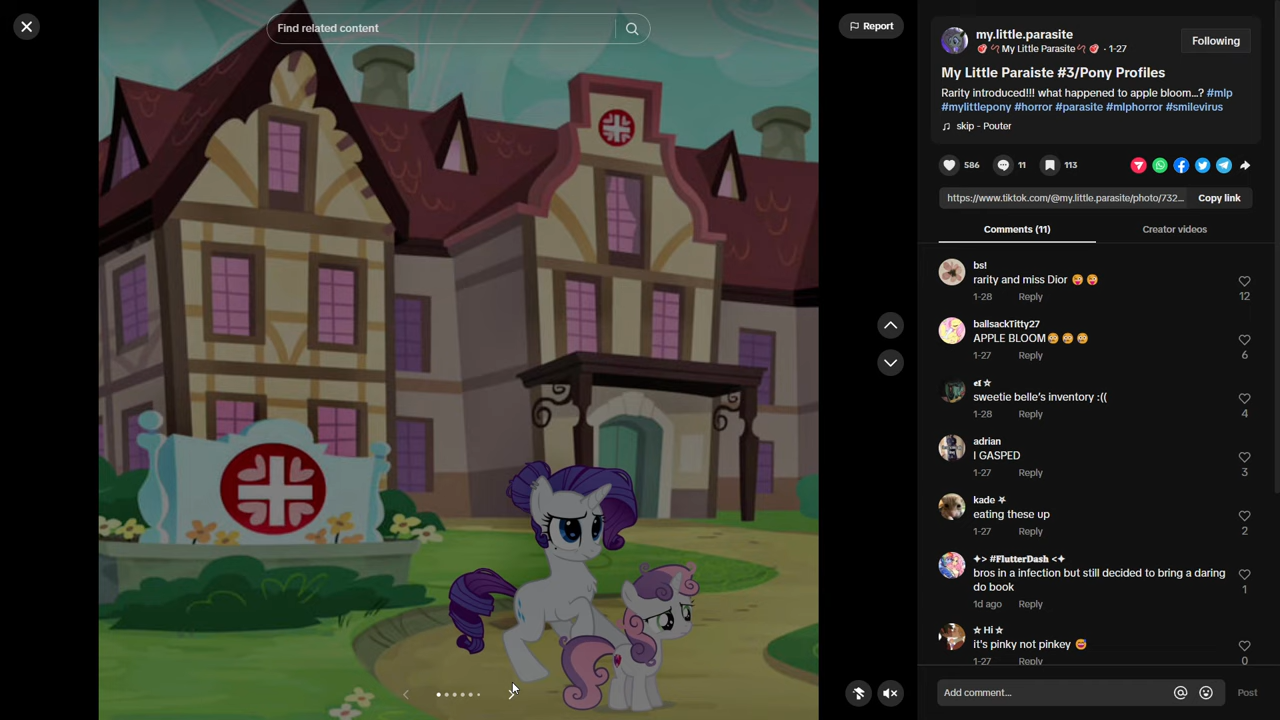 Find related content
Report
my.little.parasite
My Little Parasite · 1-27
Following
My Little Paraiste #3/Pony Profiles
Rarity introduced!!! what happened to apple bloom...? #mlp
#mylittlepony #horror #parasite #mlphorror #smilevirus
skip - Pouter
586
11
113
https://www.tiktok.com/@my.little.parasite/photo/732...
Copy link
Comments (11)
Creator videos
bs!
rarity and miss Dior
1-28
Reply
12
ballsackTitty27
APPLE BLOOM
1-27
Reply
6
el ☆
sweetie belle's inventory :((
1-28
Reply
4
adrian
I GASPED
1-27
Reply
3
kade
eating these up
1-27
Reply
2
✦> #FlutterDash <✦
bros in a infection but still decided to bring a daring
do book
1d ago
Reply
1
☆ Hi ☆
it's pinky not pinkey
1-27
Reply
0
Add comment...
Post